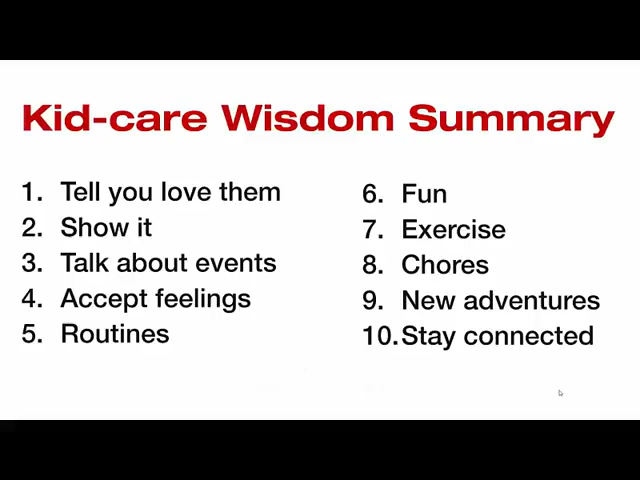 Kid-care Wisdom Summary
1. Tell you love them
2. Show it
3. Talk about events
4. Accept feelings
5. Routines
6. Fun
7. Exercise
8. Chores
9. New adventures
10. Stay connected